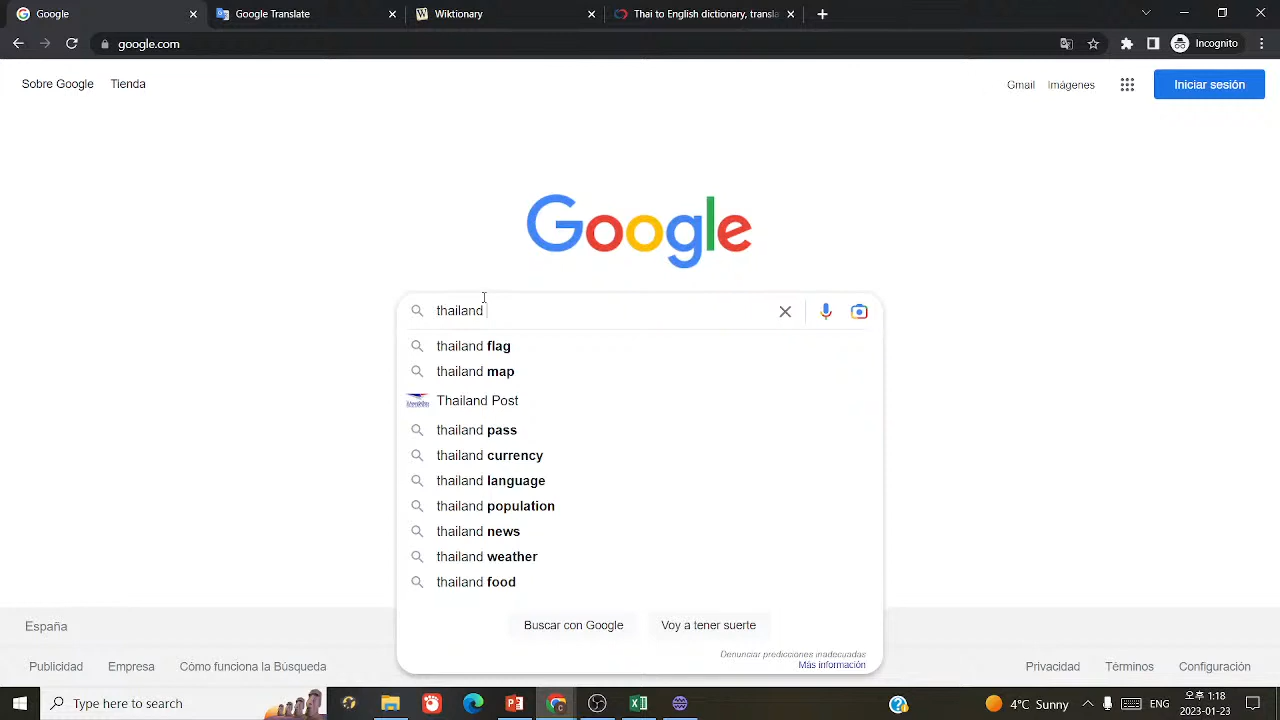 Google
Google Translate
Wiktionary
Thai to English dictionary, transla
google.com
Incognito
Sobre Google Tienda
Gmail Imágenes
Iniciar sesión
Google
thailand
thailand flag
thailand map
Thailand Post
thailand pass
thailand currency
thailand language
thailand population
thailand news
thailand weather
thailand food
Buscar con Google Voy a tener suerte
Denunciar predicciones inadecuadas
Más información
España
Publicidad Empresa Cómo funciona la Búsqueda
Privacidad Términos Configuración
Type here to search
4°C Sunny
ENG
오후 1:18
2023-01-23